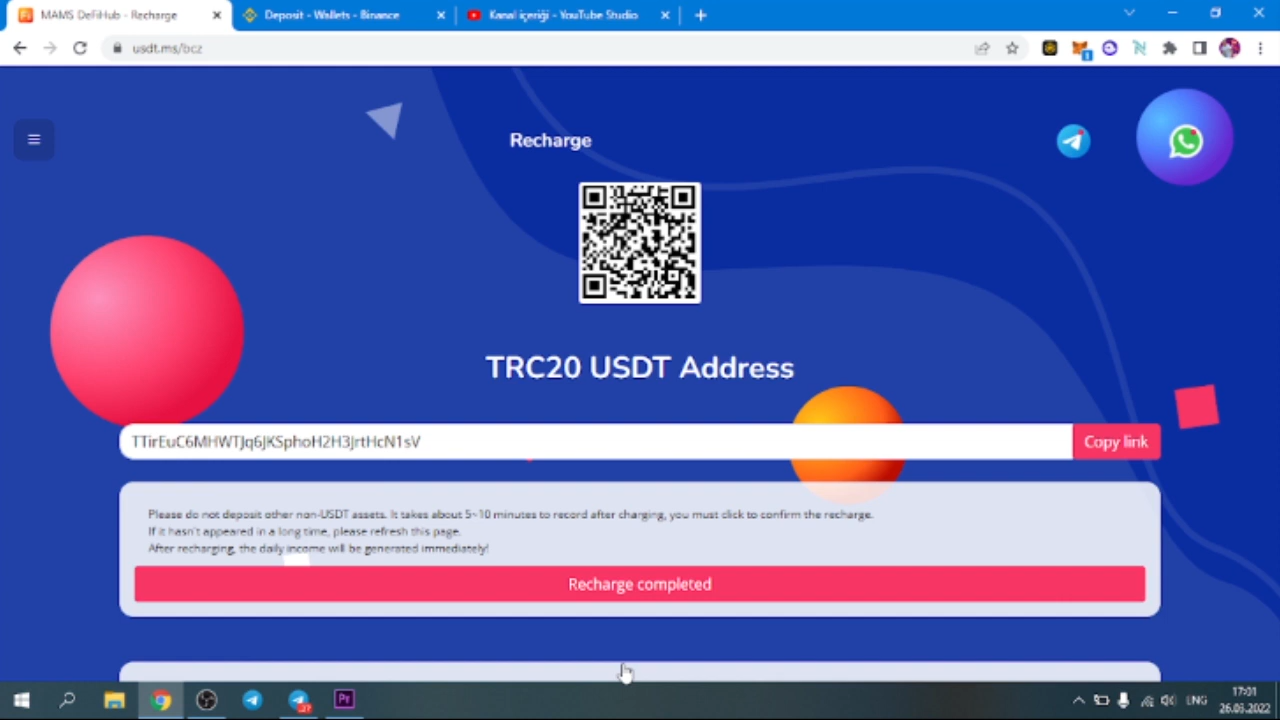 MAMS DeFiHub - Recharge
Deposit - Wallets - Binance
Kanal içeriği - YouTube Studio
usdt.ms/bcz
Recharge
TRC20 USDT Address
TTirEuC6MHWTJq6JKSphoH2H3JrtHcN1sV
Copy link
Please do not deposit other non-USDT assets. It takes about 5~10 minutes to record after charging, you must click to confirm the recharge.
If it hasn't appeared in a long time, please refresh this page.
After recharging, the daily income will be generated immediately!
Recharge completed
Pr
ENG
17:01
26.03.2022